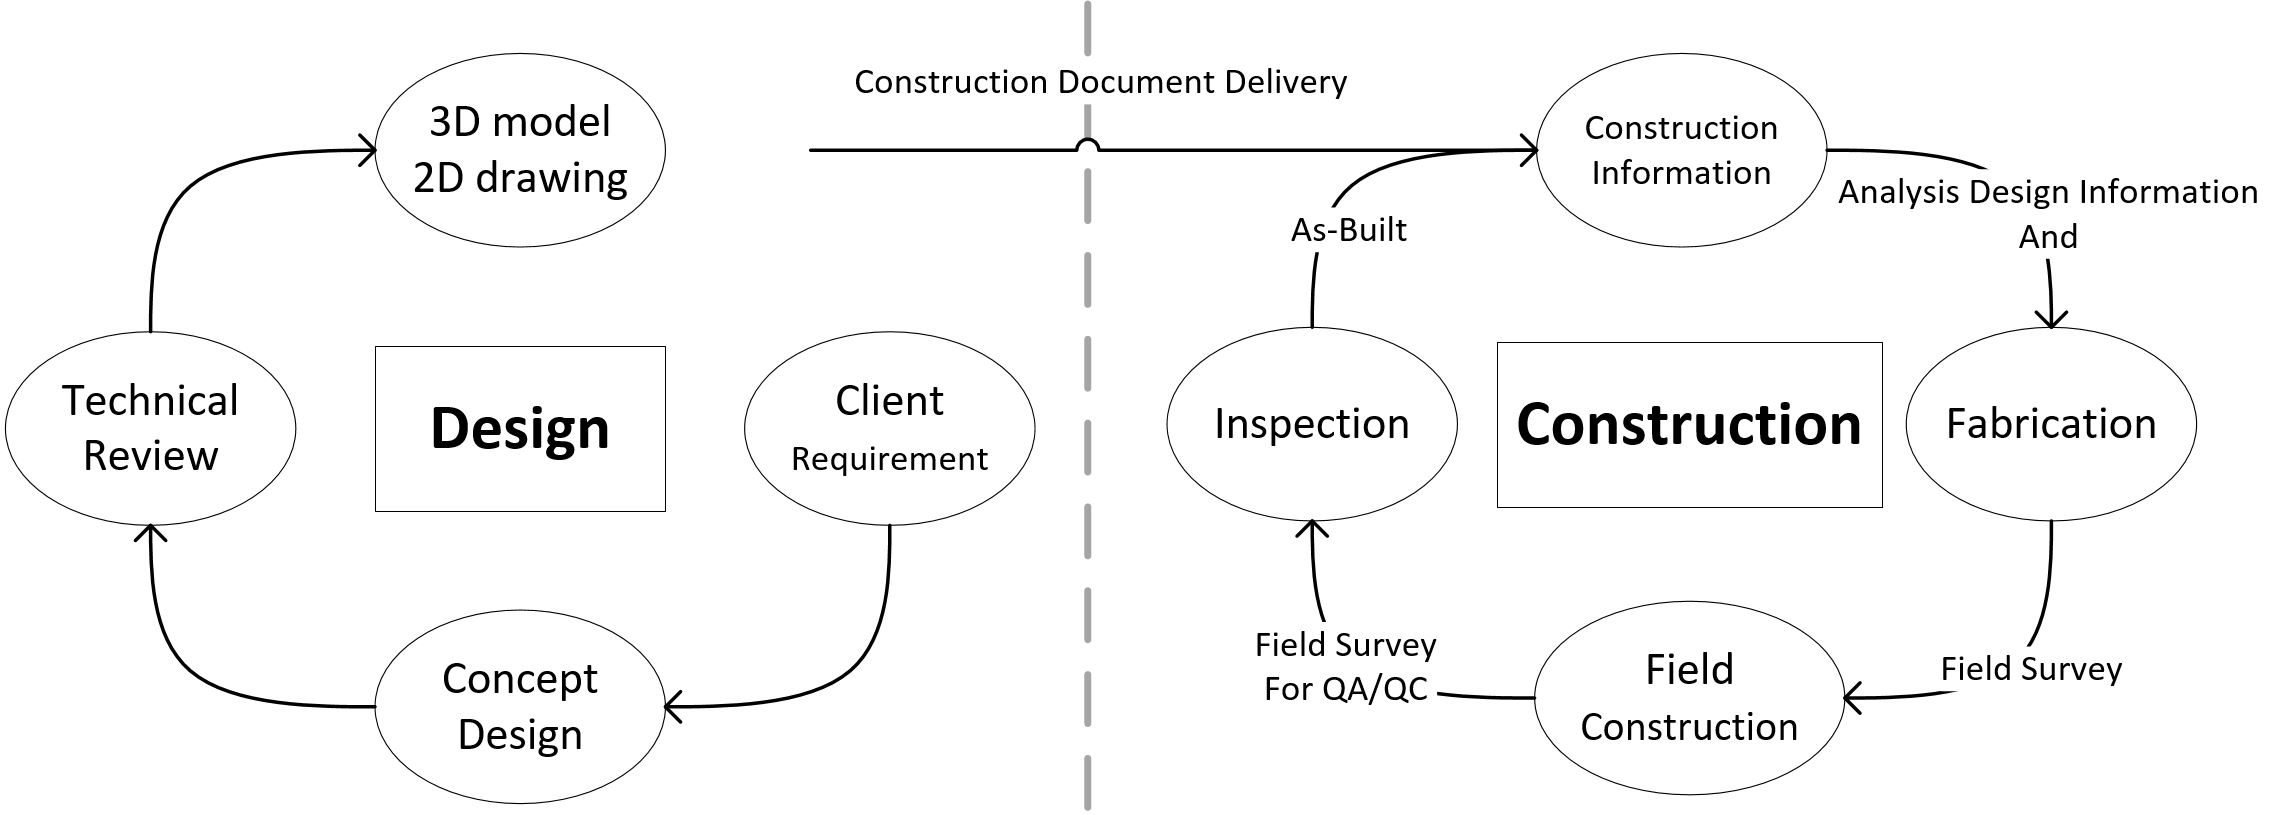 Construction Document Delivery
3D model
2D drawing
Construction
Information
Analysis Design Information
And
As-Built
Technical
Review
Design
Client
Requirement
Inspection
Construction
Fabrication
Concept
Design
Field Survey
For QA/QC
Field
Construction
Field Survey